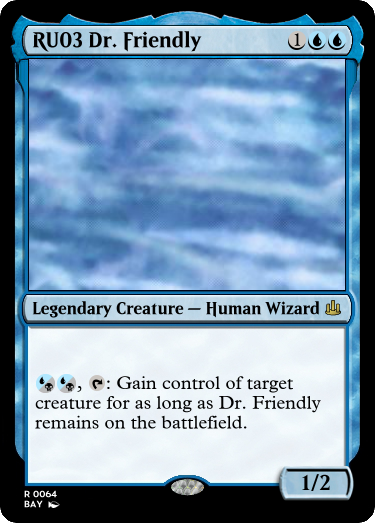 RU03 Dr. Friendly 1
Legendary Creature — Human Wizard
, : Gain control of target
creature for as long as Dr. Friendly
remains on the battlefield.
1/2
R 0064
BAY